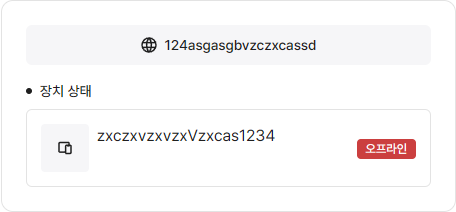 124asgasgbvzczxcassd
장치 상태
zxczxvzxvzxVzxcas1234
오프라인